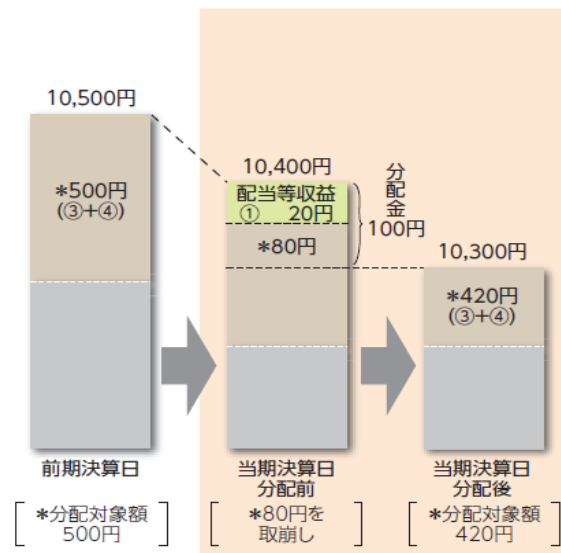 10,500円
*500円
(③+④)
前期決算日
*分配対象額
500円
10,400円
配当等収益
① 20円
*80円
分配金
100円
当期決算日
分配前
*80円を
取崩し
10,300円
*420円
(③+④)
当期決算日
分配後
*分配対象額
420円